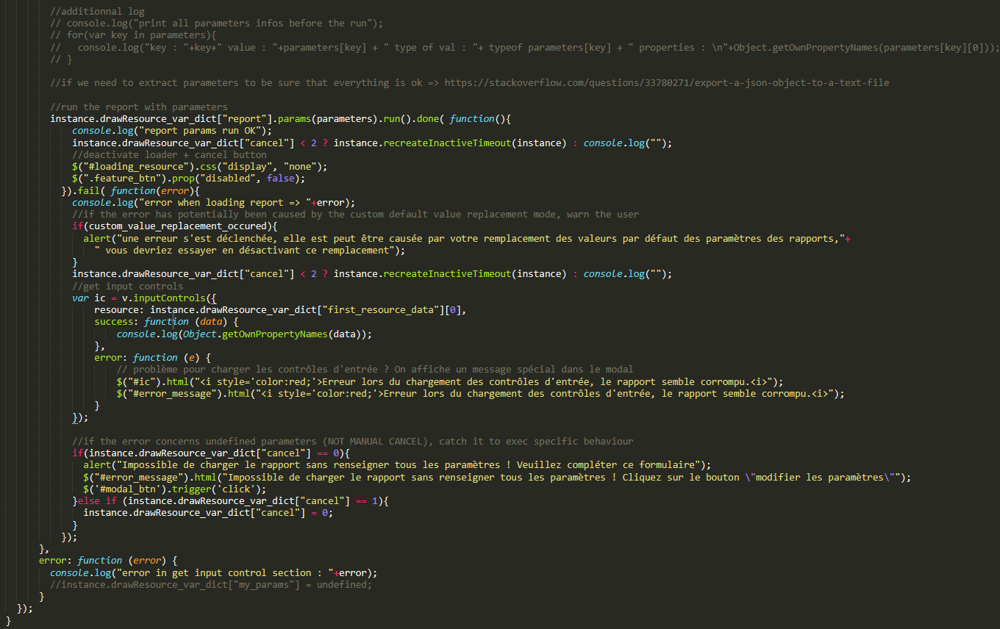 //additionnal log
// console.log("print all parameters infos before the run");
// for(var key in parameters){
//   console.log("key : "+key+" value : "+parameters[key] + " type of val : "+ typeof parameters[key] + " properties : \n"+Object.getOwnPropertyNames(parameters[key][0]));
// }
//if we need to extract parameters to be sure that everything is ok => https://stackoverflow.com/questions/33780271/export-a-json-object-to-a-text-file
//run the report with parameters
instance.drawResource_var_dict["report"].params(parameters).run().done( function(){
console.log("report params run OK");
instance.drawResource_var_dict["cancel"] < 2 ? instance.recreateInactiveTimeout(instance) : console.log("");
//deactivate loader + cancel button
$("#loading_resource").css("display", "none");
$(".feature_btn").prop("disabled", false);
}).fail( function(error){
console.log("error when loading report => "+error);
//if the error has potentially been caused by the custom default value replacement mode, warn the user
if(custom_value_replacement_occured){
alert("une erreur s'est déclenchée, elle est peut être causée par votre remplacement des valeurs par défaut des paramètres des rapports,"+
" vous devriez essayer en désactivant ce remplacement");
}
instance.drawResource_var_dict["cancel"] < 2 ? instance.recreateInactiveTimeout(instance) : console.log("");
//get input controls
var ic = v.inputControls({
resource: instance.drawResource_var_dict["first_resource_data"][0],
success: function (data) {
console.log(Object.getOwnPropertyNames(data));
},
error: function (e) {
// problème pour charger les contrôles d'entrée ? On affiche un message spécial dans le modal
$("#ic").html("<i style='color:red;'>Erreur lors du chargement des contrôles d'entrée, le rapport semble corrompu.<i>");
$("#error_message").html("<i style='color:red;'>Erreur lors du chargement des contrôles d'entrée, le rapport semble corrompu.<i>");
}
});
//if the error concerns undefined parameters (NOT MANUAL CANCEL), catch it to exec specific behaviour
if(instance.drawResource_var_dict["cancel"] == 0){
alert("Impossible de charger le rapport sans renseigner tous les paramètres ! Veuillez compléter ce formulaire");
$("#error_message").html("Impossible de charger le rapport sans renseigner tous les paramètres ! Cliquez sur le bouton \"modifier les paramètres\"");
$('#modal_btn').trigger('click');
}else if (instance.drawResource_var_dict["cancel"] == 1){
instance.drawResource_var_dict["cancel"] = 0;
}
});
},
error: function (error) {
console.log("error in get input control section : "+error);
//instance.drawResource_var_dict["my_params"] = undefined;
}
});
}